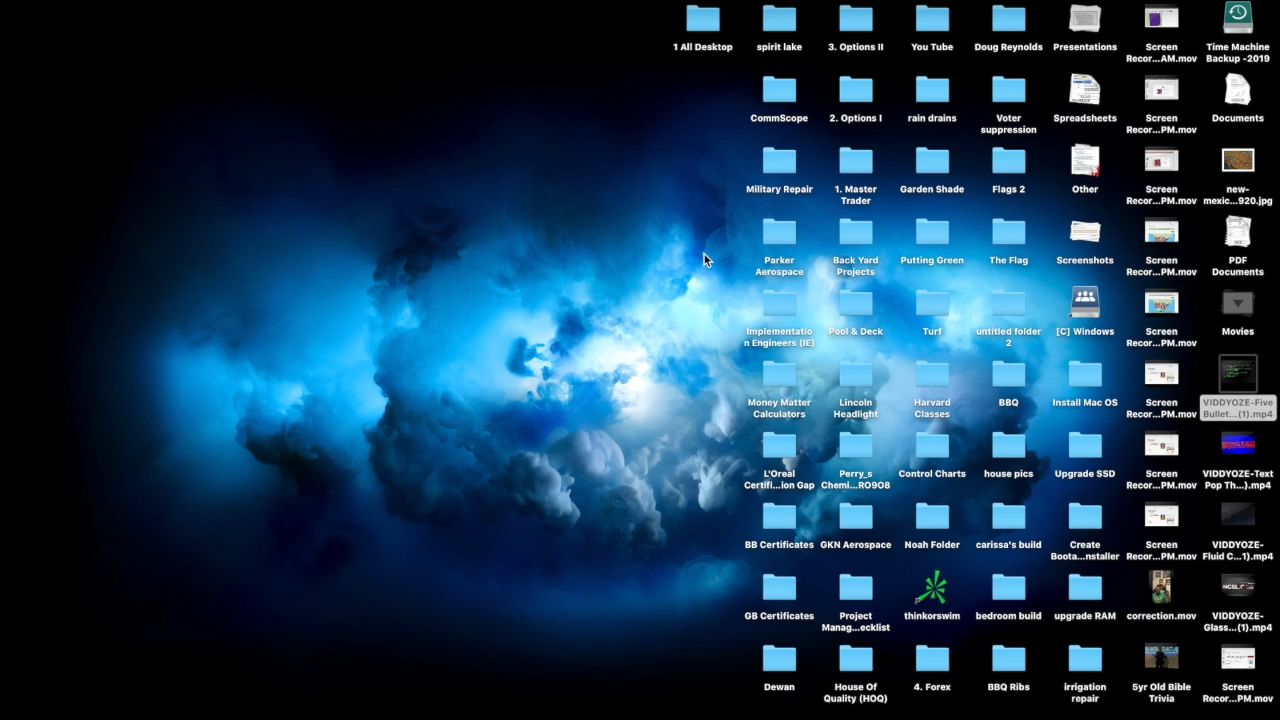 1 All Desktop
spirit lake
3. Options II
You Tube
Doug Reynolds
Presentations
Screen
Recor...AM.mov
Time Machine
Backup -2019
CommScope
2. Options I
rain drains
Voter
suppression
Spreadsheets
Screen
Recor...PM.mov
Documents
Military Repair
1. Master
Trader
Garden Shade
Flags 2
Other
Screen
Recor...PM.mov
new-
mexic...920.jpg
Parker
Aerospace
Back Yard
Projects
Putting Green
The Flag
Screenshots
Screen
Recor...PM.mov
PDF
Documents
Implementatio
n Engineers (IE)
Pool & Deck
Turf
untitled folder
2
[C] Windows
Screen
Recor...PM.mov
Movies
Money Matter
Calculators
Lincoln
Headlight
Harvard
Classes
BBQ
Install Mac OS
Screen
Recor...PM.mov
VIDDYOZE-Five
Bullet...(1).mp4
L'Oreal
Certifi...ion Gap
Perry_s
Chemi...RO9O8
Control Charts
house pics
Upgrade SSD
Screen
Recor...PM.mov
VIDDYOZE-Text
Pop Th...).mp4
BB Certificates
GKN Aerospace
Noah Folder
carissa's build
Create
Boota...nstaller
Screen
Recor...PM.mov
VIDDYOZE-
Fluid C...1).mp4
GB Certificates
Project
Manag...ecklist
thinkorswim
bedroom build
upgrade RAM
correction.mov
VIDDYOZE-
Glass...(1).mp4
Dewan
House Of
Quality (HOQ)
4. Forex
BBQ Ribs
irrigation
repair
5yr Old Bible
Trivia
Screen
Recor...PM.mov